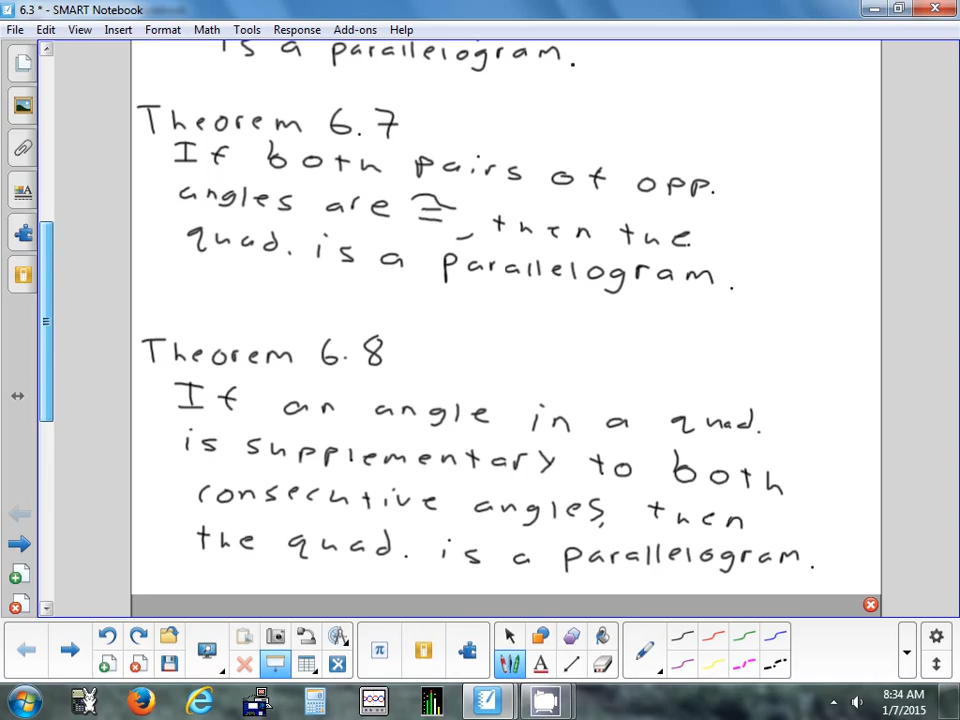 6.3 * - SMART Notebook
File Edit View Insert Format Math Tools Response Add-ons Help
is a parallelogram.
Theorem 6.7
If both pairs of opp.
angles are ≅, then the
quad. is a parallelogram.
Theorem 6.8
If an angle in a quad.
is supplementary to both
consecutive angles, then
the quad. is a parallelogram.
8:34 AM
1/7/2015